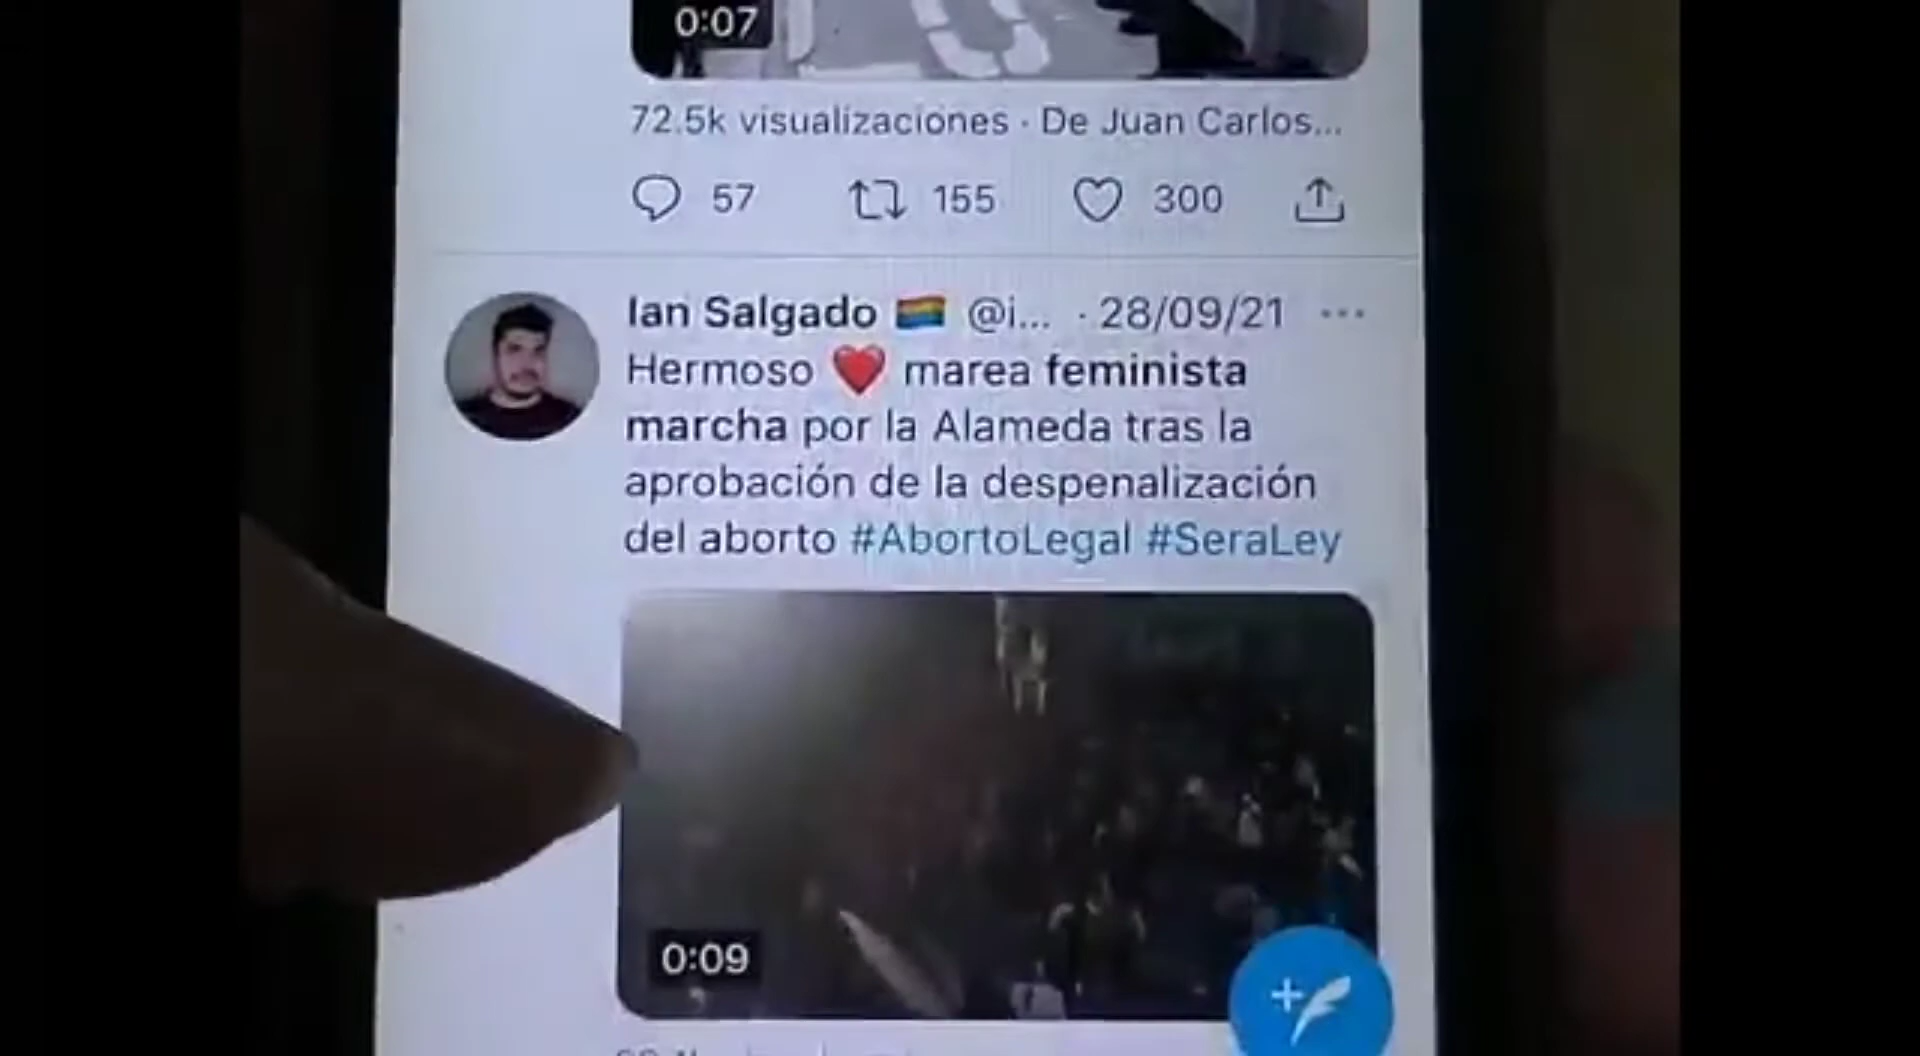 0:07
72.5k visualizaciones · De Juan Carlos...
57 155 300
Ian Salgado 🏳️‍🌈 @i... · 28/09/21 ...
Hermoso ❤️ marea feminista
marcha por la Alameda tras la
aprobación de la despenalización
del aborto #AbortoLegal #SeraLey
0:09